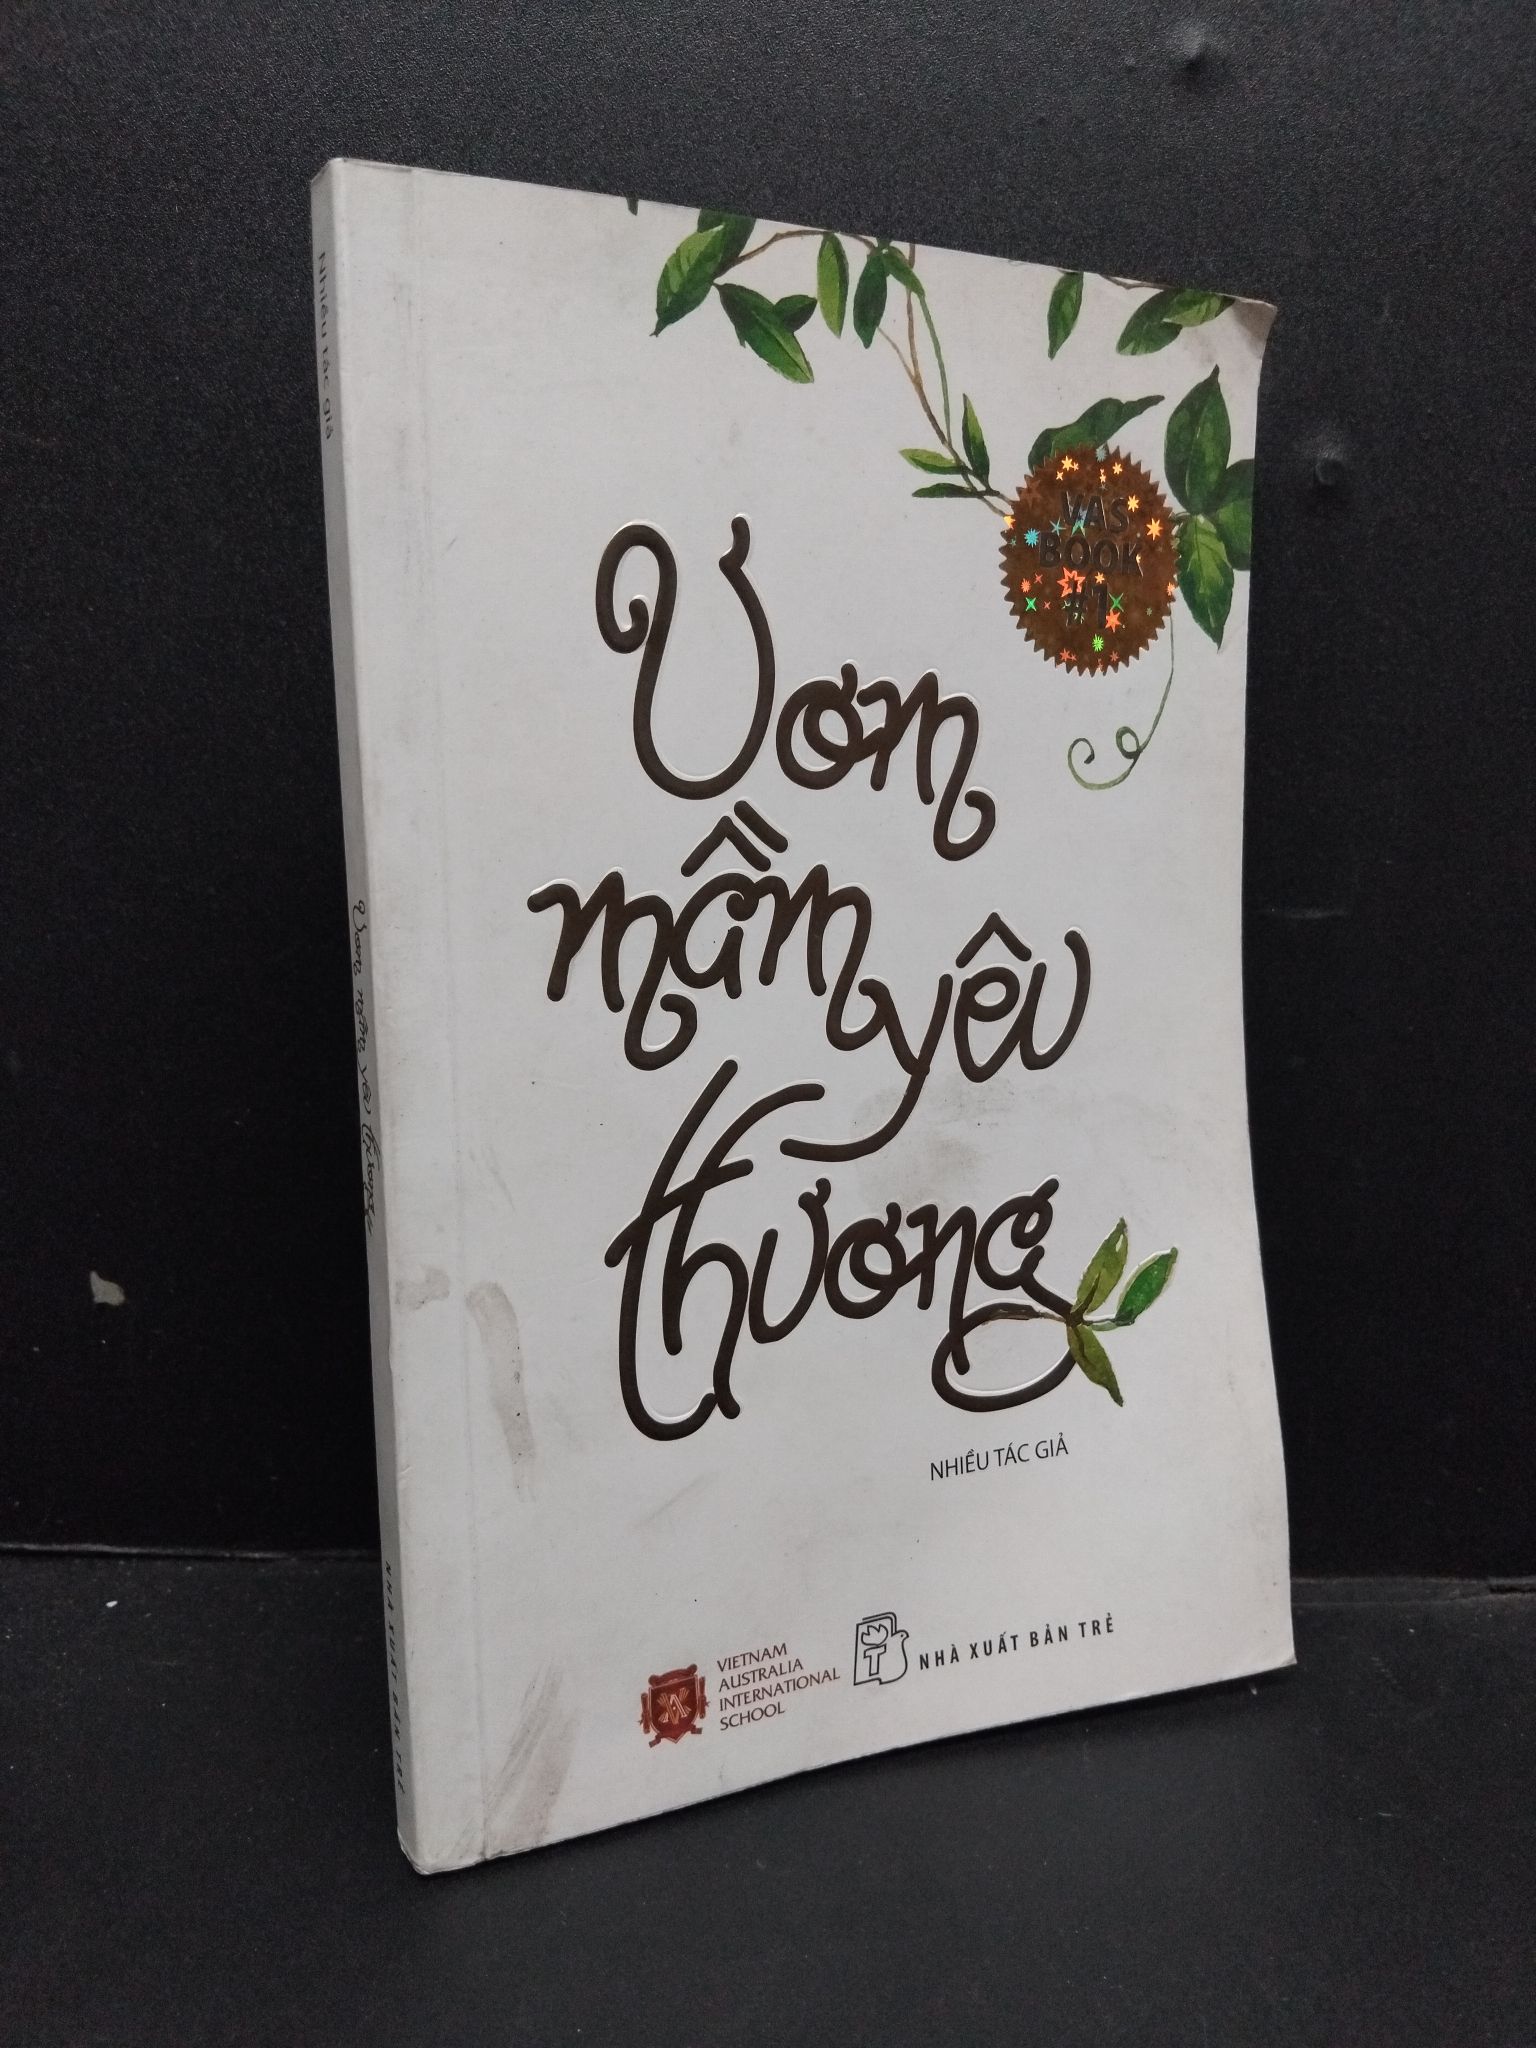 VAS
BOOK
#1
Ươm
mầm yêu
thương
NHIỀU TÁC GIẢ
VIETNAM
AUSTRALIA
INTERNATIONAL
SCHOOL
NHÀ XUẤT BẢN TRẺ
Nhiều tác giả
Ươm mầm yêu thương
NHÀ XUẤT BẢN TRẺ